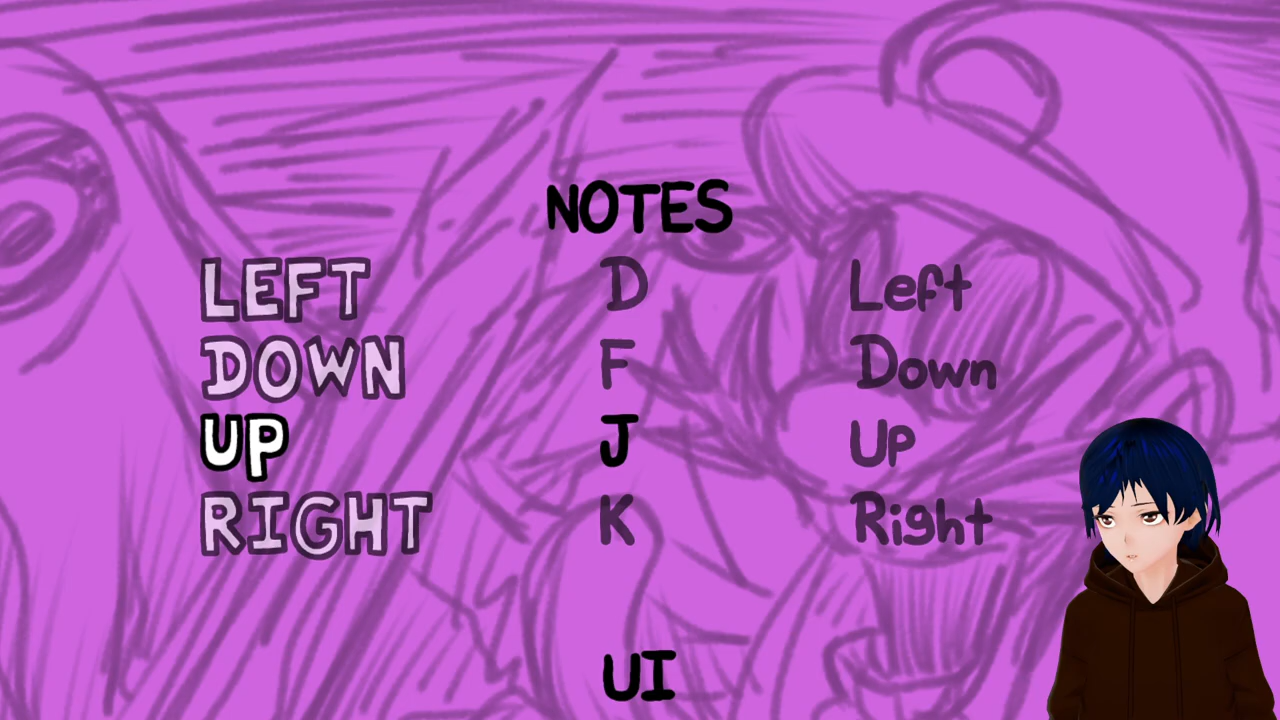 NOTES
LEFT D Left
DOWN F Down
UP J Up
RIGHT K Right
UI